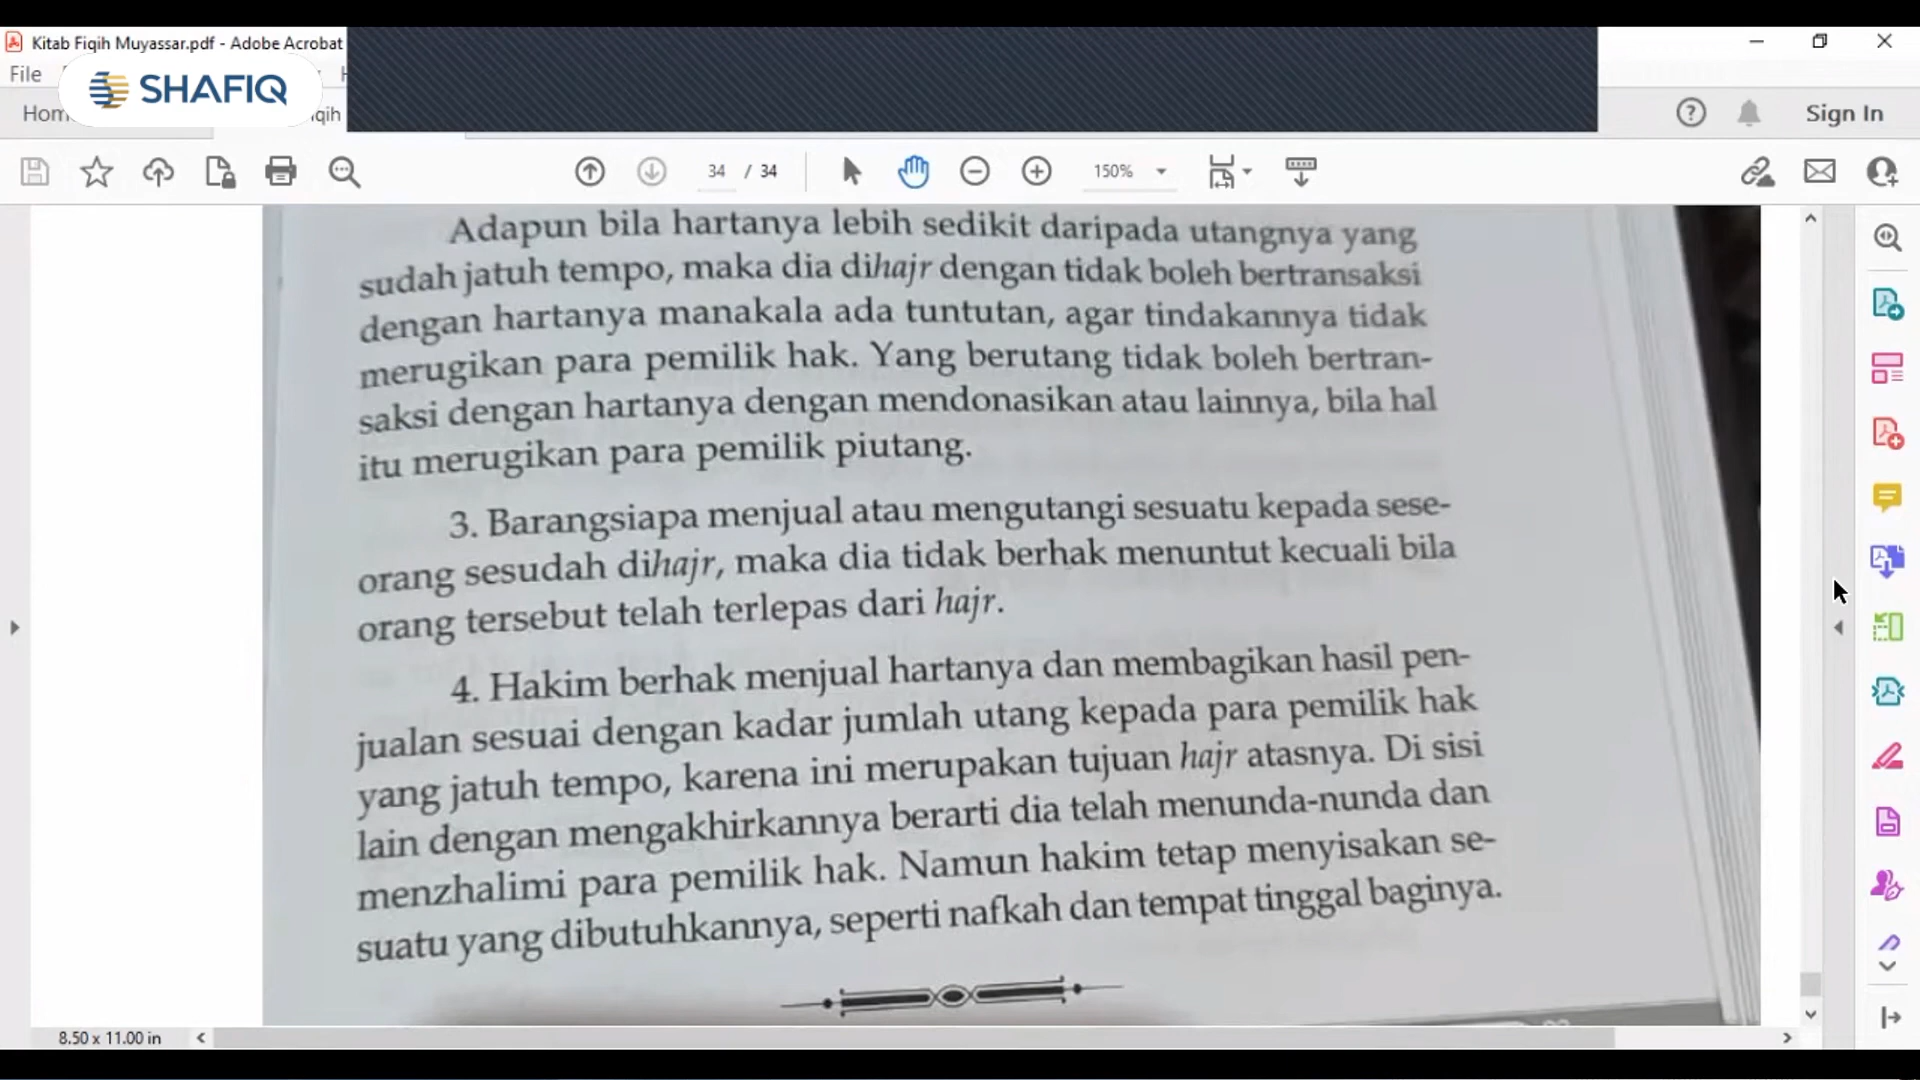 Kitab Fiqih Muyassar.pdf - Adobe Acrobat
File
SHAFIQ
Hom
iqih
Sign In
34 / 34
150%
Adapun bila hartanya lebih sedikit daripada utangnya yang
sudah jatuh tempo, maka dia dihajr dengan tidak boleh bertransaksi
dengan hartanya manakala ada tuntutan, agar tindakannya tidak
merugikan para pemilik hak. Yang berutang tidak boleh bertran-
saksi dengan hartanya dengan mendonasikan atau lainnya, bila hal
itu merugikan para pemilik piutang.
3. Barangsiapa menjual atau mengutangi sesuatu kepada sese-
orang sesudah dihajr, maka dia tidak berhak menuntut kecuali bila
orang tersebut telah terlepas dari hajr.
4. Hakim berhak menjual hartanya dan membagikan hasil pen-
jualan sesuai dengan kadar jumlah utang kepada para pemilik hak
yang jatuh tempo, karena ini merupakan tujuan hajr atasnya. Di sisi
lain dengan mengakhirkannya berarti dia telah menunda-nunda dan
menzhalimi para pemilik hak. Namun hakim tetap menyisakan se-
suatu yang dibutuhkannya, seperti nafkah dan tempat tinggal baginya.
8.50 x 11.00 in